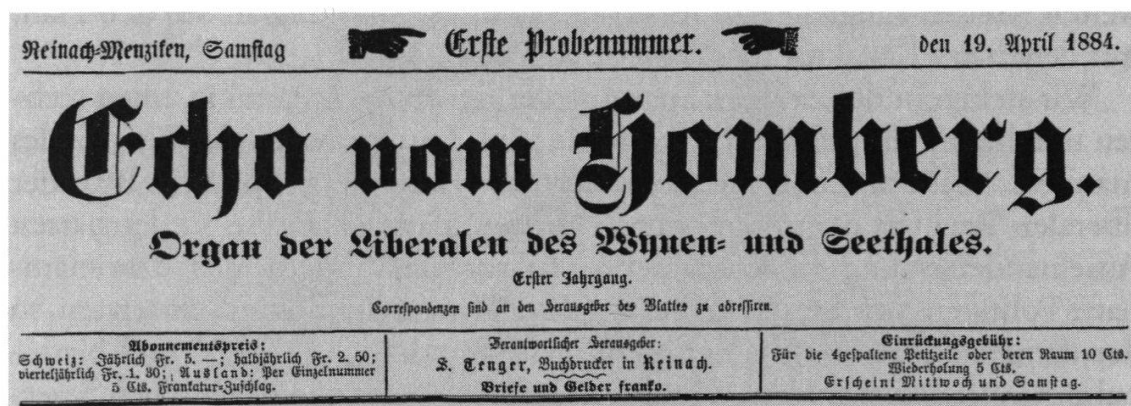 Reinach-Menziken, Samstag
Erste Probenummer.
den 19. April 1884.
Echo vom Homberg.
Organ der Liberalen des Wynen- und Seethales.
Erster Jahrgang.
Correspondenzen sind an den Herausgeber des Blattes zu adressiren.
Abonnementspreis:
Schweiz: Jährlich Fr. 5. —; halbjährlich Fr. 2. 50;
vierteljährlich Fr. 1. 30; Ausland: Per Einzelnummer
5 Cts. Frankatur-Zuschlag.
Verantwortlicher Herausgeber:
S. Tenger, Buchdrucker in Reinach.
Briefe und Gelder franko.
Einrückungsgebühr:
Für die 4gespaltene Petitzeile oder deren Raum 10 Cts.
Wiederholung 5 Cts.
Erscheint Mittwoch und Samstag.